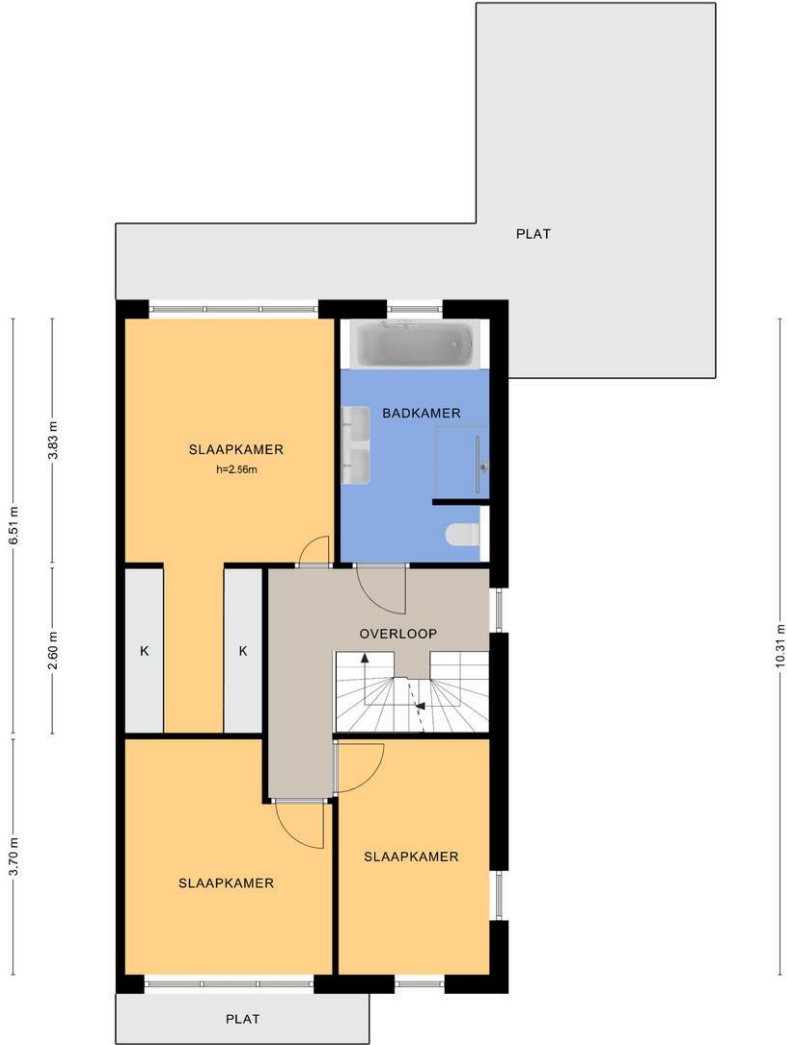 PLAT
BADKAMER
SLAAPKAMER
h=2.56m
3.83 m
6.51 m
OVERLOOP
K
K
2.60 m
10.31 m
SLAAPKAMER
SLAAPKAMER
3.70 m
PLAT